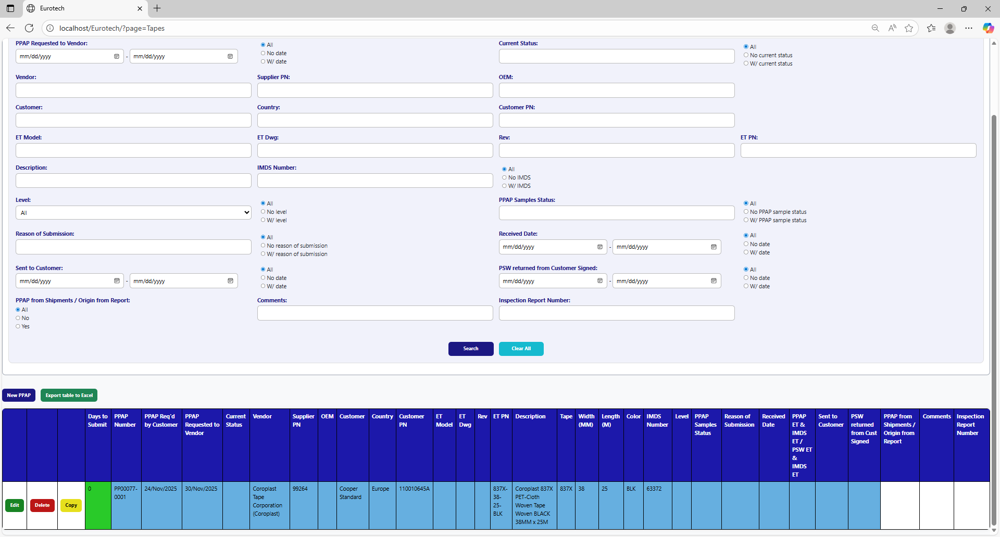 Eurotech
localhost/Eurotech/?page=Tapes
PPAP Requested to Vendor:
mm/dd/yyyy - mm/dd/yyyy
All
No date
W/ date
Current Status:
All
No current status
W/ current status
Vendor:
Supplier PN:
OEM:
Customer:
Country:
Customer PN:
ET Model:
ET Dwg:
Rev:
ET PN:
Description:
IMDS Number:
All
No IMDS
W/ IMDS
Level:
All
All
No level
W/ level
PPAP Samples Status:
All
No PPAP sample status
W/ PPAP sample status
Reason of Submission:
All
No reason of submission
W/ reason of submission
Received Date:
mm/dd/yyyy - mm/dd/yyyy
All
No date
W/ date
Sent to Customer:
mm/dd/yyyy - mm/dd/yyyy
All
No date
W/ date
PSW returned from Customer Signed:
mm/dd/yyyy - mm/dd/yyyy
All
No date
W/ date
PPAP from Shipments / Origin from Report:
All
No
Yes
Comments:
Inspection Report Number:
Search
Clear All
New PPAP
Export table to Excel
Days to
Submit
PPAP
Number
PPAP Req'd
by Customer
PPAP
Requested to
Vendor
Current
Status
Vendor
Supplier
PN
OEM
Customer
Country
Customer
PN
ET
Model
ET
Dwg
Rev
ET PN
Description
Tape
Width
(MM)
Length
(M)
Color
IMDS
Number
Level
PPAP
Samples
Status
Reason of
Submission
Received
Date
PPAP
ET &
IMDS
ET /
PSW ET
&
IMDS
ET
Sent to
Customer
PSW
returned
from Cust
Signed
PPAP from
Shipments /
Origin from
Report
Comments
Inspection
Report
Number
Edit
Delete
Copy
0
PP00077-
0001
24/Nov/2025
30/Nov/2025
Coroplast
Tape
Corporation
(Coroplast)
99264
Cooper
Standard
Europe
110010645A
837X-
38-
25-
BLK
Coroplast 837X
PET-Cloth
Woven Tape
Woven BLACK
38MM x 25M
837X
38
25
BLK
63372